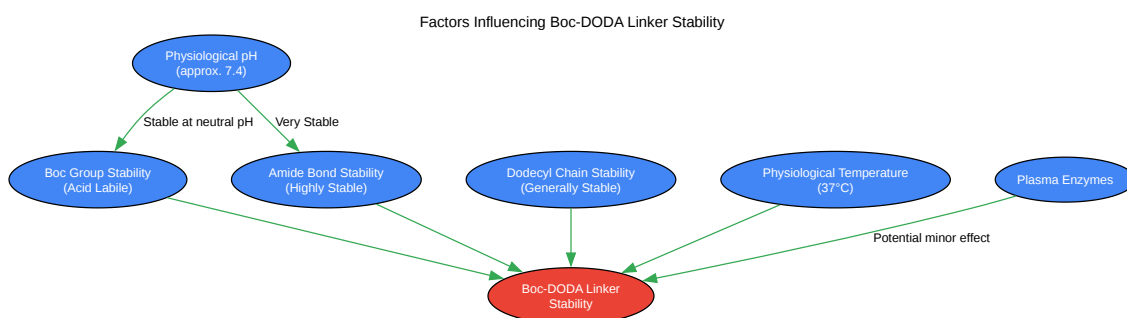 Factors Influencing Boc-DODA Linker Stability
Physiological pH
(approx. 7.4)
Stable at neutral pH
Very Stable
Boc Group Stability
(Acid Labile)
Amide Bond Stability
(Highly Stable)
Dodecyl Chain Stability
(Generally Stable)
Physiological Temperature
(37°C)
Plasma Enzymes
Potential minor effect
Boc-DODA Linker
Stability